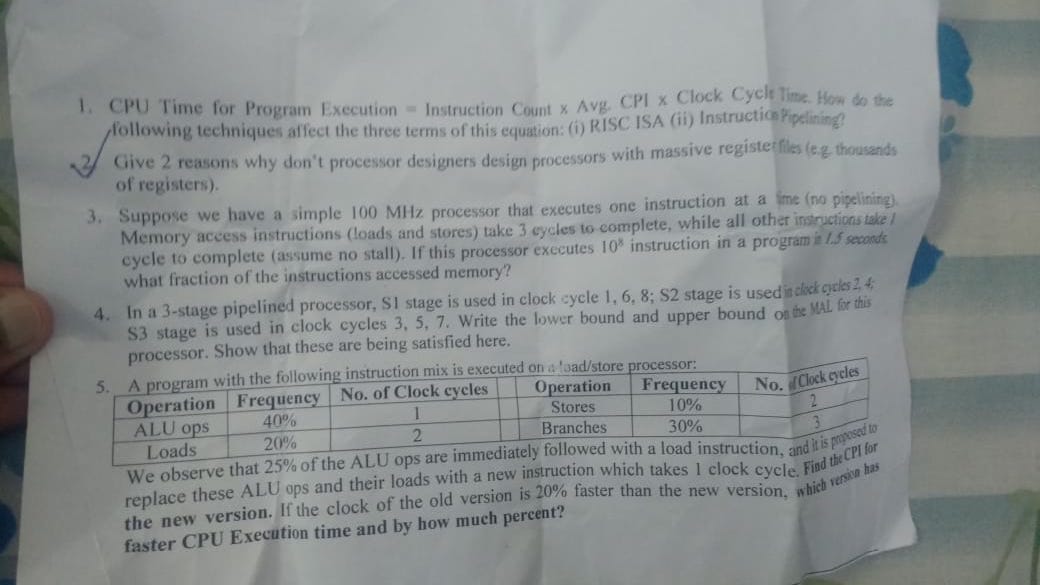 1. CPU Time for Program Execution = Instruction Count x Avg. CPI x Clock Cycle Time. How do the
following techniques affect the three terms of this equation: (i) RISC ISA (ii) Instruction Pipelining?
2. Give 2 reasons why don't processor designers design processors with massive register files (e.g. thousands
of registers).
3. Suppose we have a simple 100 MHz processor that executes one instruction at a time (no pipelining).
Memory access instructions (loads and stores) take 3 cycles to complete, while all other instructions take 1
cycle to complete (assume no stall). If this processor executes 10⁸ instruction in a program in 1.5 seconds
what fraction of the instructions accessed memory?
4. In a 3-stage pipelined processor, S1 stage is used in clock cycle 1, 6, 8; S2 stage is used in clock cycles 2, 4;
S3 stage is used in clock cycles 3, 5, 7. Write the lower bound and upper bound on the MAL for this
processor. Show that these are being satisfied here.
5. A program with the following instruction mix is executed on a load/store processor:
Operation Frequency No. of Clock cycles Operation Frequency No. of Clock cycles
ALU ops 40% 1 Stores 10% 2
Loads 20% 2 Branches 30% 3
We observe that 25% of the ALU ops are immediately followed with a load instruction, and it is proposed to
replace these ALU ops and their loads with a new instruction which takes 1 clock cycle. Find the CPI for
the new version. If the clock of the old version is 20% faster than the new version, which version has
faster CPU Execution time and by how much percent?